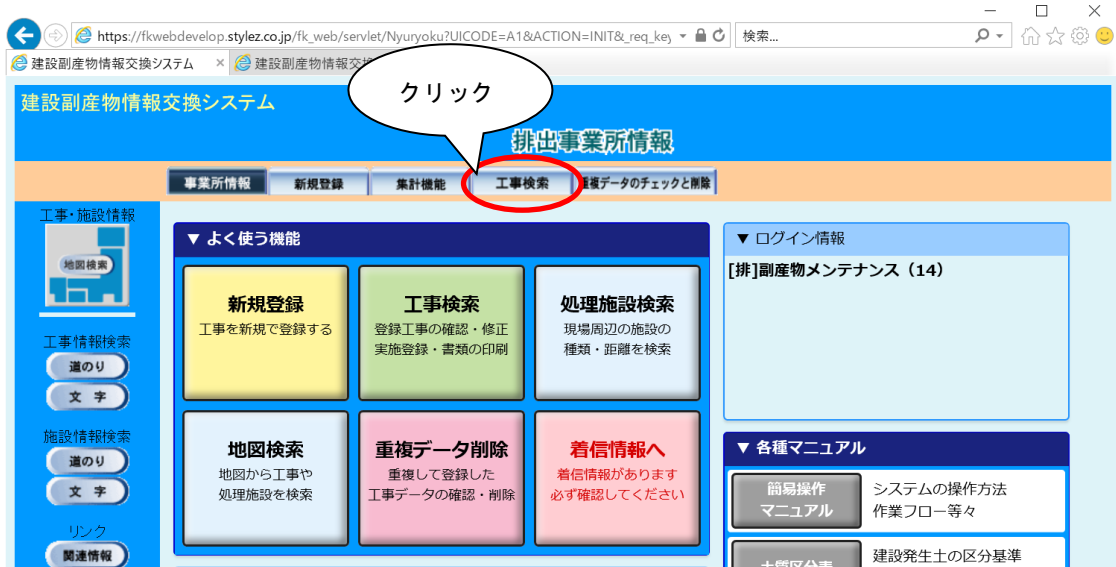 https://fkwebdevelop.stylez.co.jp/fk_web/servlet/Nyuryoku?UICODE=A1&ACTION=INIT&_req_key
検索...
建設副産物情報交換システム ×
建設副産物情報交
クリック
建設副産物情報交換システム
排出事業所情報
事業所情報
新規登録
集計機能
工事検索
重複データのチェックと削除
工事・施設情報
地図検索
工事情報検索
道のり
文 字
施設情報検索
道のり
文 字
リンク
関連情報
▼ よく使う機能
新規登録
工事を新規で登録する
工事検索
登録工事の確認・修正
実施登録・書類の印刷
処理施設検索
現場周辺の施設の
種類・距離を検索
地図検索
地図から工事や
処理施設を検索
重複データ削除
重複して登録した
工事データの確認・削除
着信情報へ
着信情報があります
必ず確認してください
▼ ログイン情報
[排]副産物メンテナンス（14）
▼ 各種マニュアル
簡易操作
マニュアル
システムの操作方法
作業フロー等々
土質区分表
建設発生土の区分基準